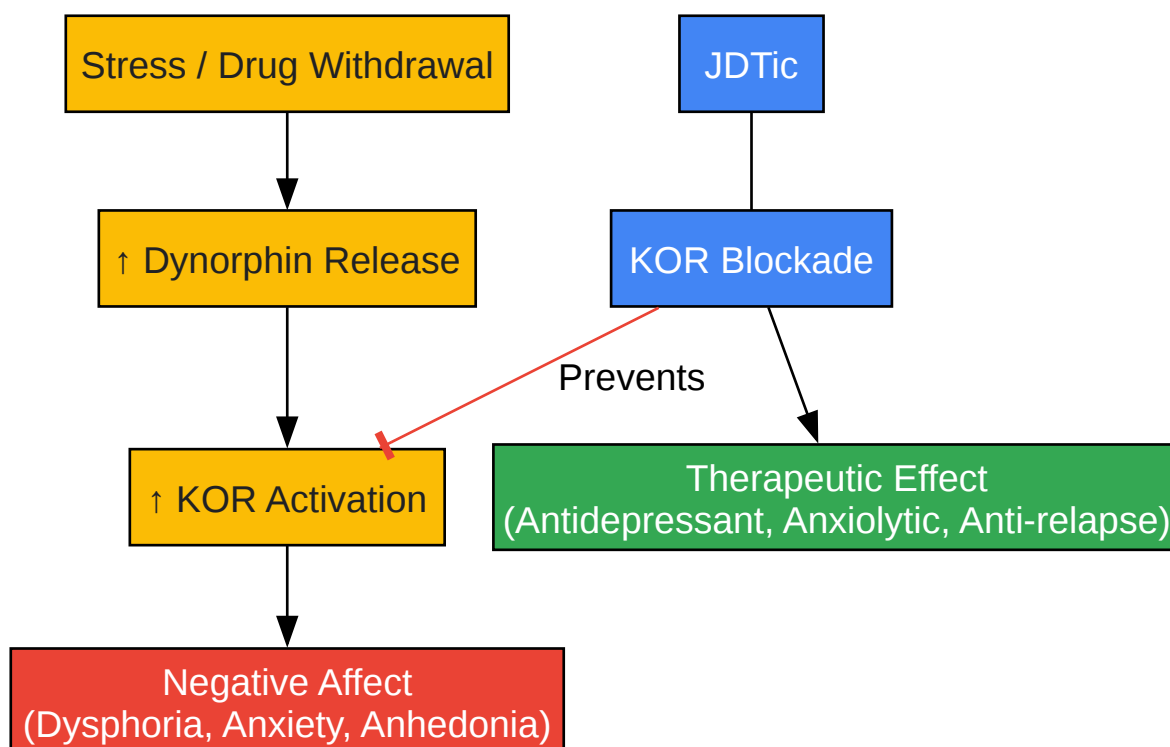 Stress / Drug Withdrawal
JDTic
↑ Dynorphin Release
KOR Blockade
Prevents
↑ KOR Activation
Therapeutic Effect
(Antidepressant, Anxiolytic, Anti-relapse)
Negative Affect
(Dysphoria, Anxiety, Anhedonia)